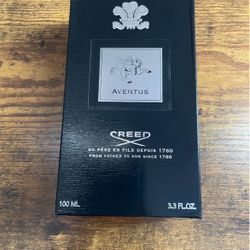 AVENTUS
CREED
DU PÈRE EN FILS DEPUIS 1760
FROM FATHER TO SON SINCE 1760
100 ML
3.3 FL.OZ.